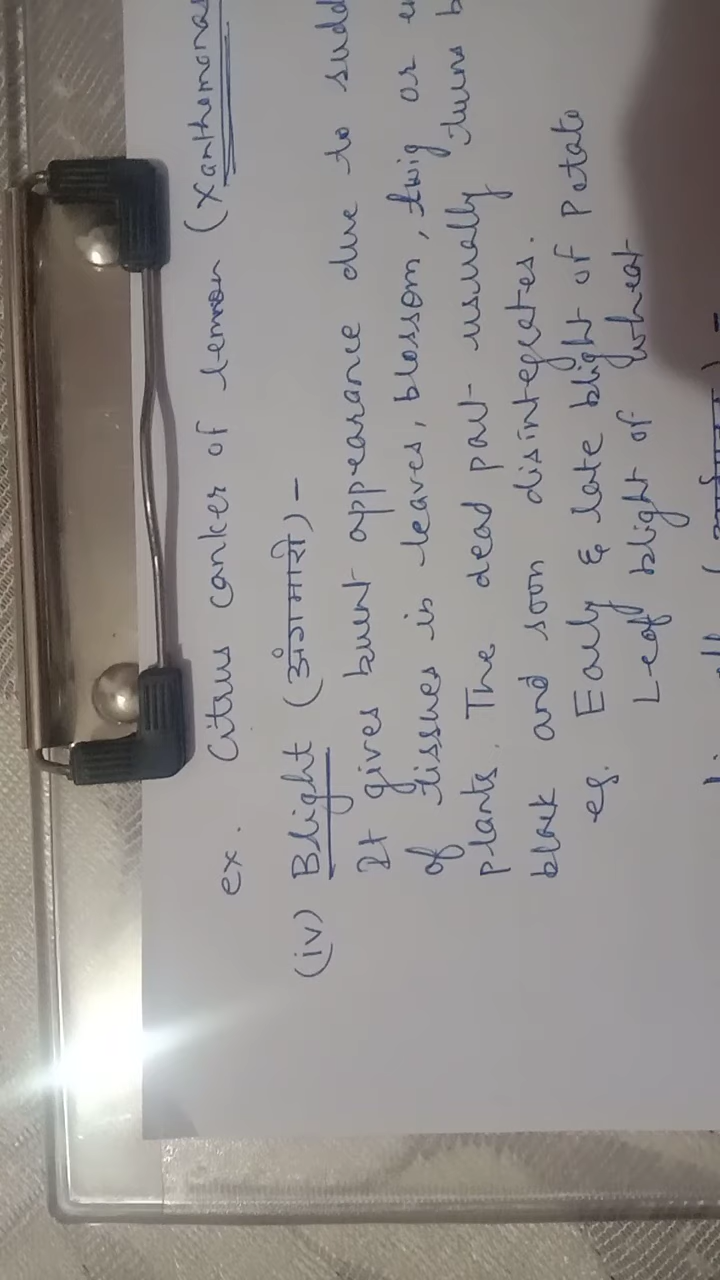 ex. Citrus canker of lemon (Xanthomonas
(iv) Blight (अंगमारी) -
It gives burnt appearance due to sudd
of tissues is leaves, blossom, twig or
plants. The dead part usually turns b
black and soon disintegrates.
eg. Early & late blight of Potato
Leaf blight of wheat